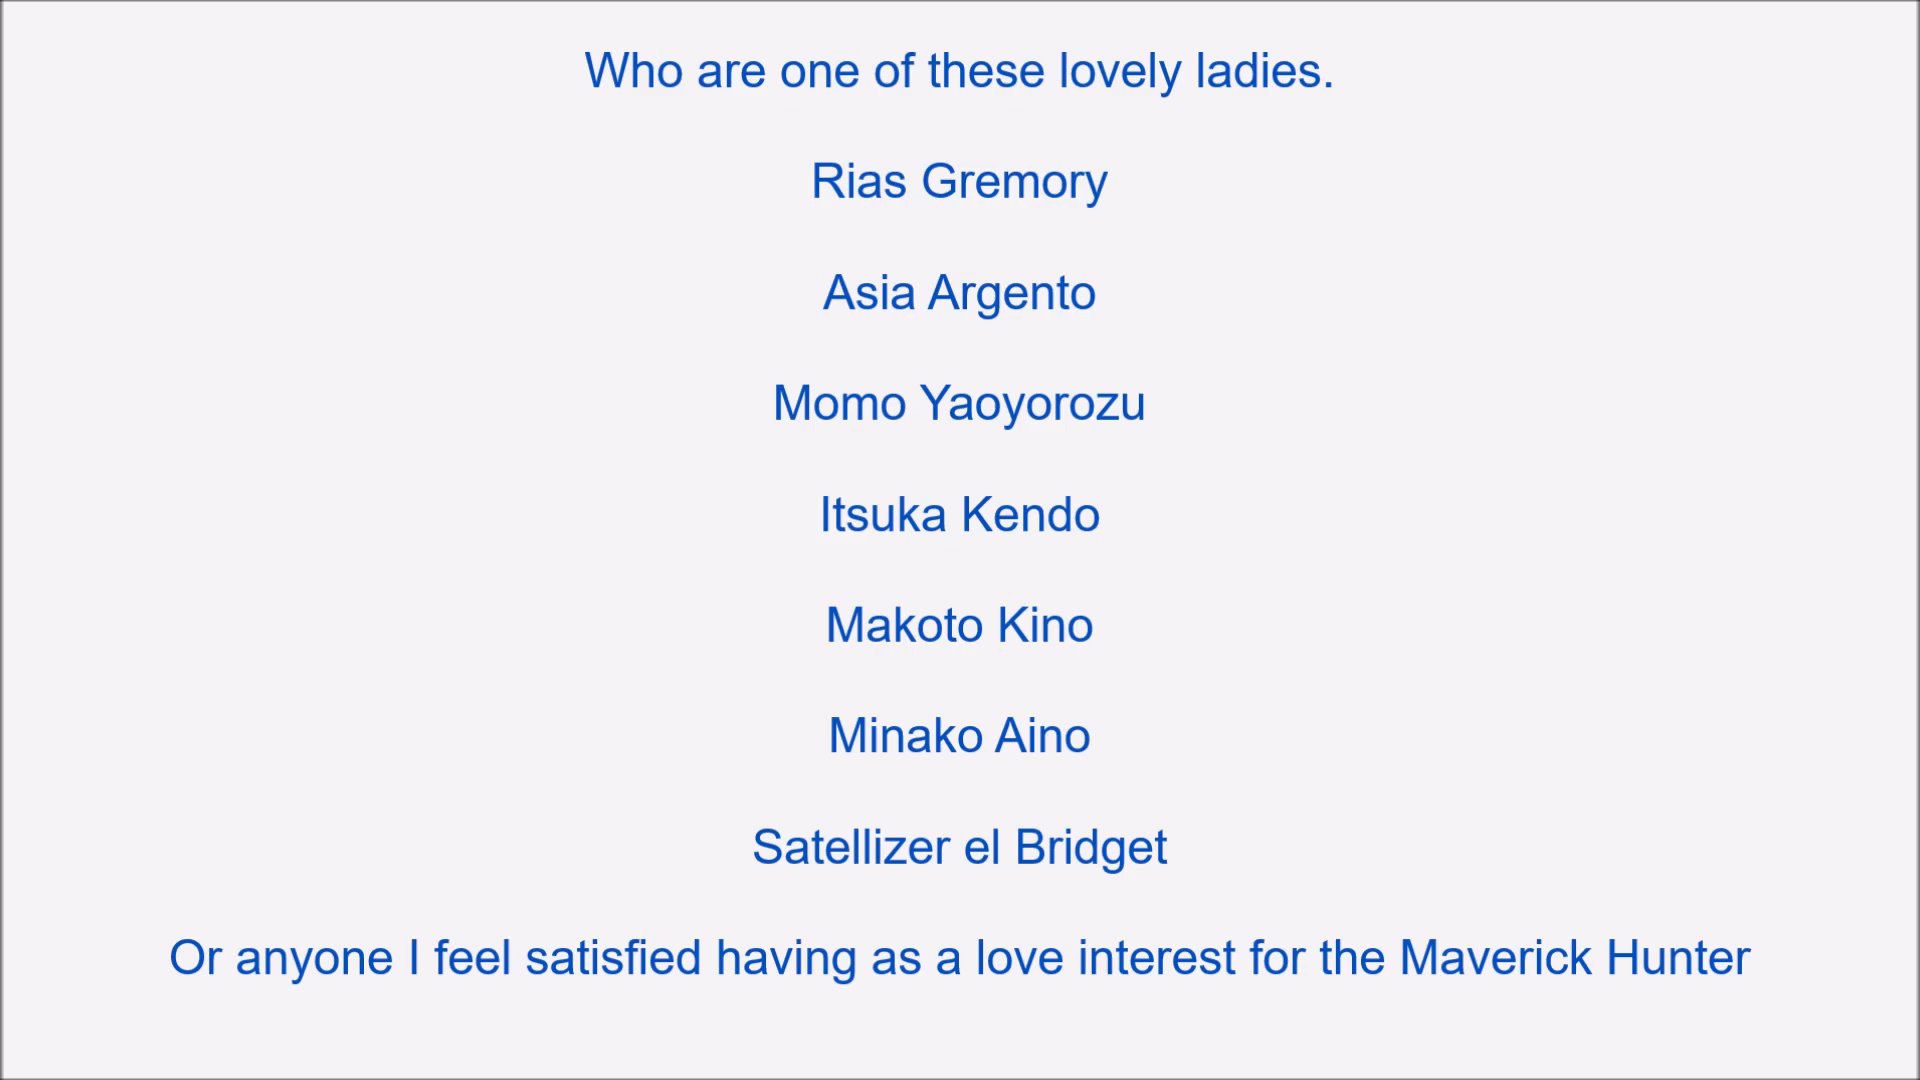 Who are one of these lovely ladies.
Rias Gremory
Asia Argento
Momo Yaoyorozu
Itsuka Kendo
Makoto Kino
Minako Aino
Satellizer el Bridget
Or anyone I feel satisfied having as a love interest for the Maverick Hunter